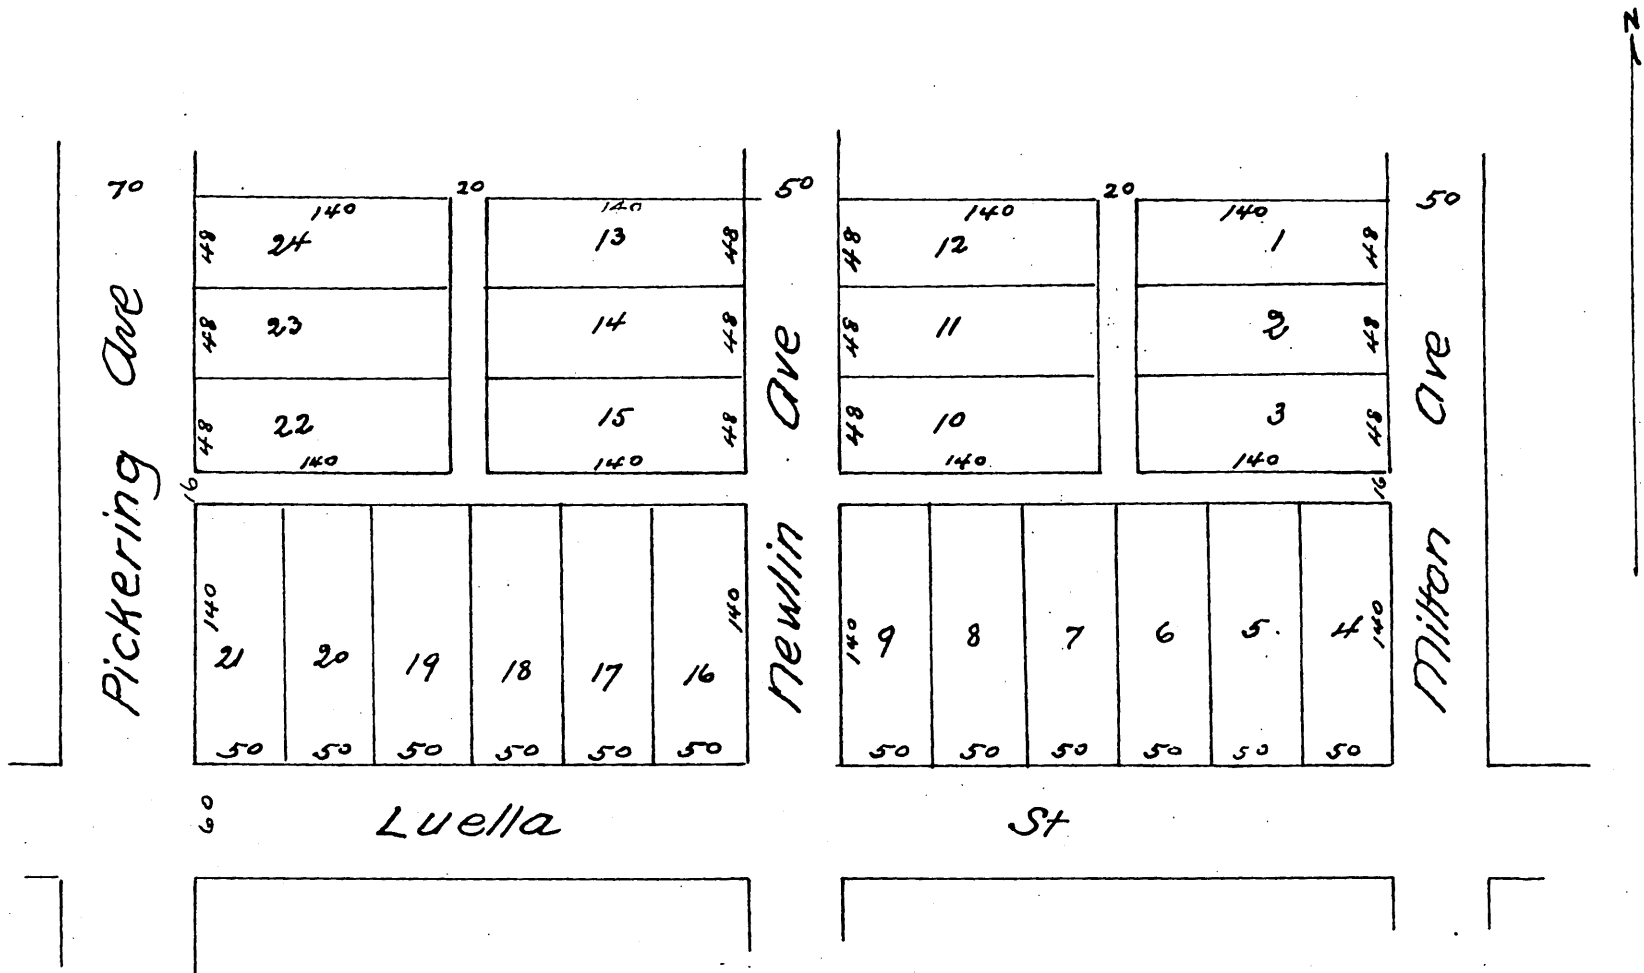 N
70 20 50 20 50
140 140 140 140
48 24 13 48 48 12 1 48
48 23 14 48 48 11 2 48
48 22 15 48 48 10 3 48
140 140 140 140
16 16
Pickering Ave
Newlin Ave
Milton Ave
140 140 140 140
21 20 19 18 17 16 9 8 7 6 5 4
50 50 50 50 50 50 50 50 50 50 50 50
60 Luella St